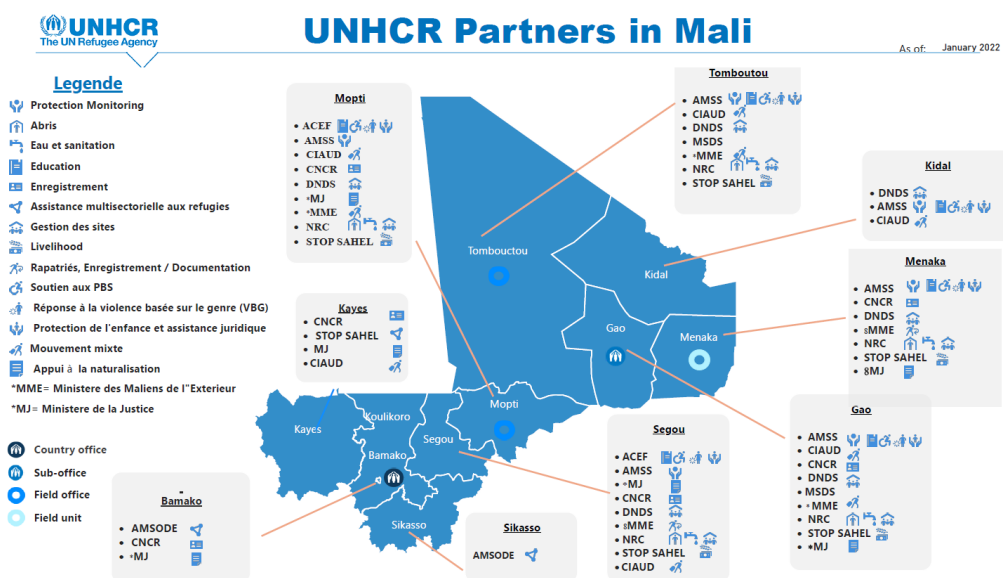 UNHCR
The UN Refugee Agency
UNHCR Partners in Mali
As of: January 2022
Legende
Protection Monitoring
Abris
Eau et sanitation
Education
Enregistrement
Assistance multisectorielle aux refugies
Gestion des sites
Livelihood
Rapatriés, Enregistrement / Documentation
Soutien aux PBS
Réponse à la violence basée sur le genre (VBG)
Protection de l'enfance et assistance juridique
Mouvement mixte
Appui à la naturalisation
*MME= Ministere des Maliens de l"Exterieur
*MJ= Ministere de la Justice
Country office
Sub-office
Field office
Field unit
Mopti
• ACEF
• AMSS
• CIAUD
• CNCR
• DNDS
• *MJ
• *MME
• NRC
• STOP SAHEL
Kayes
• CNCR
• STOP SAHEL
• MJ
• CIAUD
Tomboutou
• AMSS
• CIAUD
• DNDS
• MSDS
• *MME
• NRC
• STOP SAHEL
Kidal
• DNDS
• AMSS
• CIAUD
Menaka
• AMSS
• CNCR
• DNDS
• 8MME
• NRC
• STOP SAHEL
• 8MJ
Gao
• AMSS
• CIAUD
• CNCR
• DNDS
• MSDS
• * MME
• NRC
• STOP SAHEL
• *MJ
Segou
• ACEF
• AMSS
• *MJ
• CNCR
• DNDS
• 8MME
• NRC
• STOP SAHEL
• CIAUD
Sikasso
AMSODE
-
Bamako
• AMSODE
• CNCR
• *MJ
Tombouctou
Kidal
Gao
Menaka
Mopti
Koulikoro
Segou
Kayes
Bamako
Sikasso